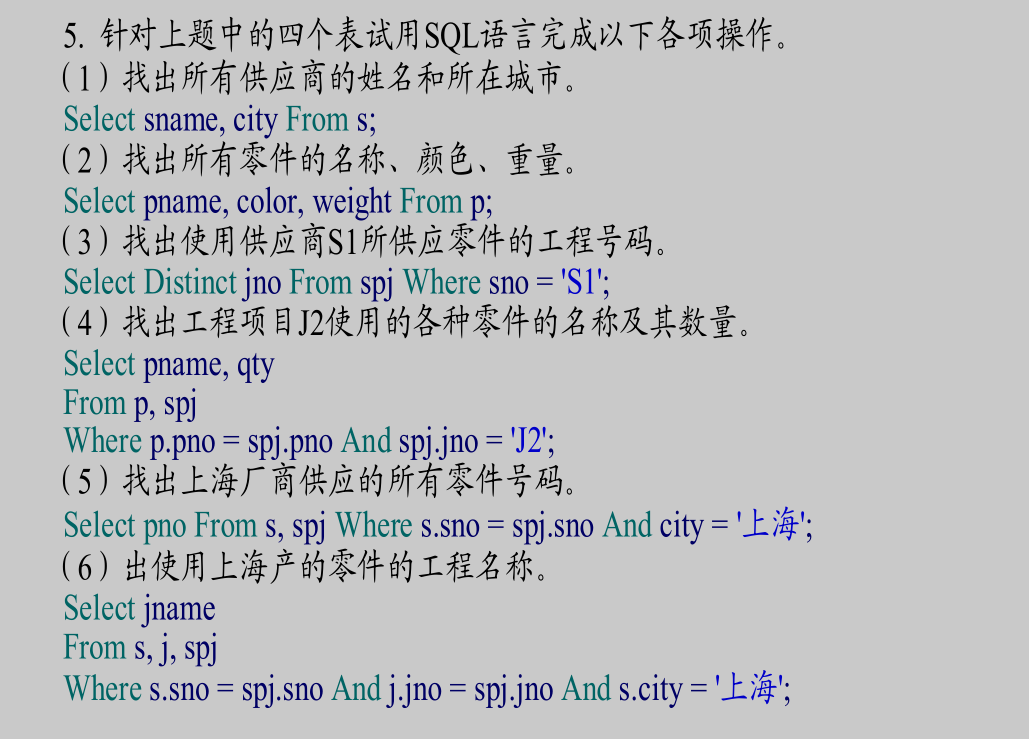 5. 针对上题中的四个表试用SQL语言完成以下各项操作。
（1）找出所有供应商的姓名和所在城市。
Select sname, city From s;
（2）找出所有零件的名称、颜色、重量。
Select pname, color, weight From p;
（3）找出使用供应商S1所供应零件的工程号码。
Select Distinct jno From spj Where sno = 'S1';
（4）找出工程项目J2使用的各种零件的名称及其数量。
Select pname, qty
From p, spj
Where p.pno = spj.pno And spj.jno = 'J2';
（5）找出上海厂商供应的所有零件号码。
Select pno From s, spj Where s.sno = spj.sno And city = '上海';
（6）出使用上海产的零件的工程名称。
Select jname
From s, j, spj
Where s.sno = spj.sno And j.jno = spj.jno And s.city = '上海';